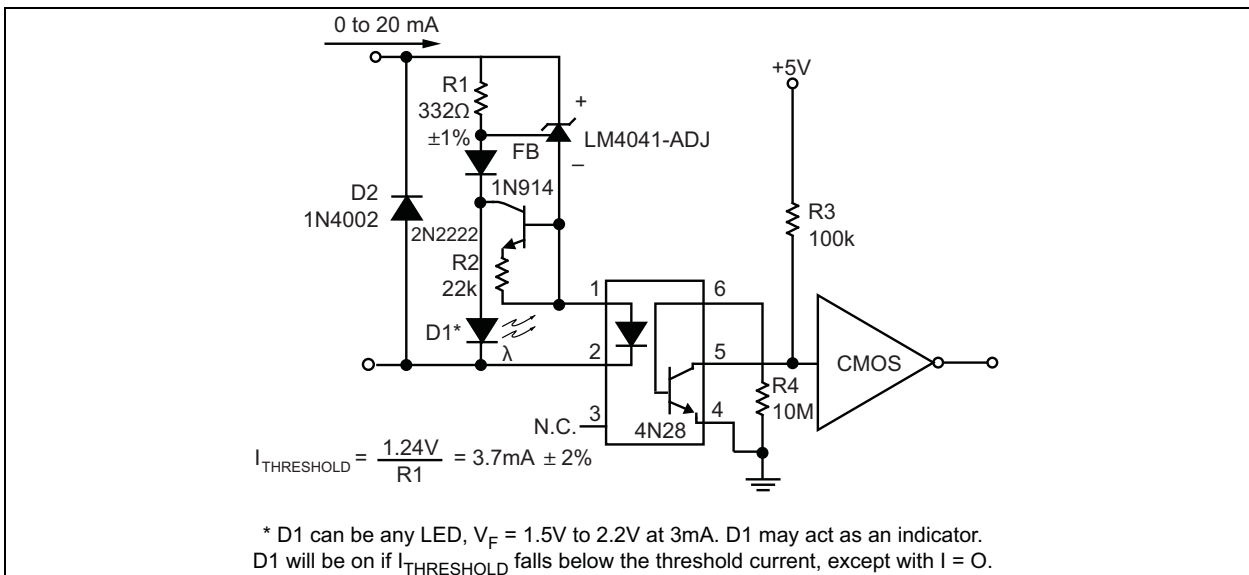 0 to 20 mA
+5V
R1
332Ω
±1%
+
LM4041-ADJ
FB
–
D2
1N4002
1N914
R3
100k
2N2222
R2
22k
1
6
D1*
λ
2
5
CMOS
R4
10M
3
4
N.C.
4N28
I_THRESHOLD = 1.24V / R1 = 3.7mA ± 2%
* D1 can be any LED, V_F = 1.5V to 2.2V at 3mA. D1 may act as an indicator.
D1 will be on if I_THRESHOLD falls below the threshold current, except with I = O.